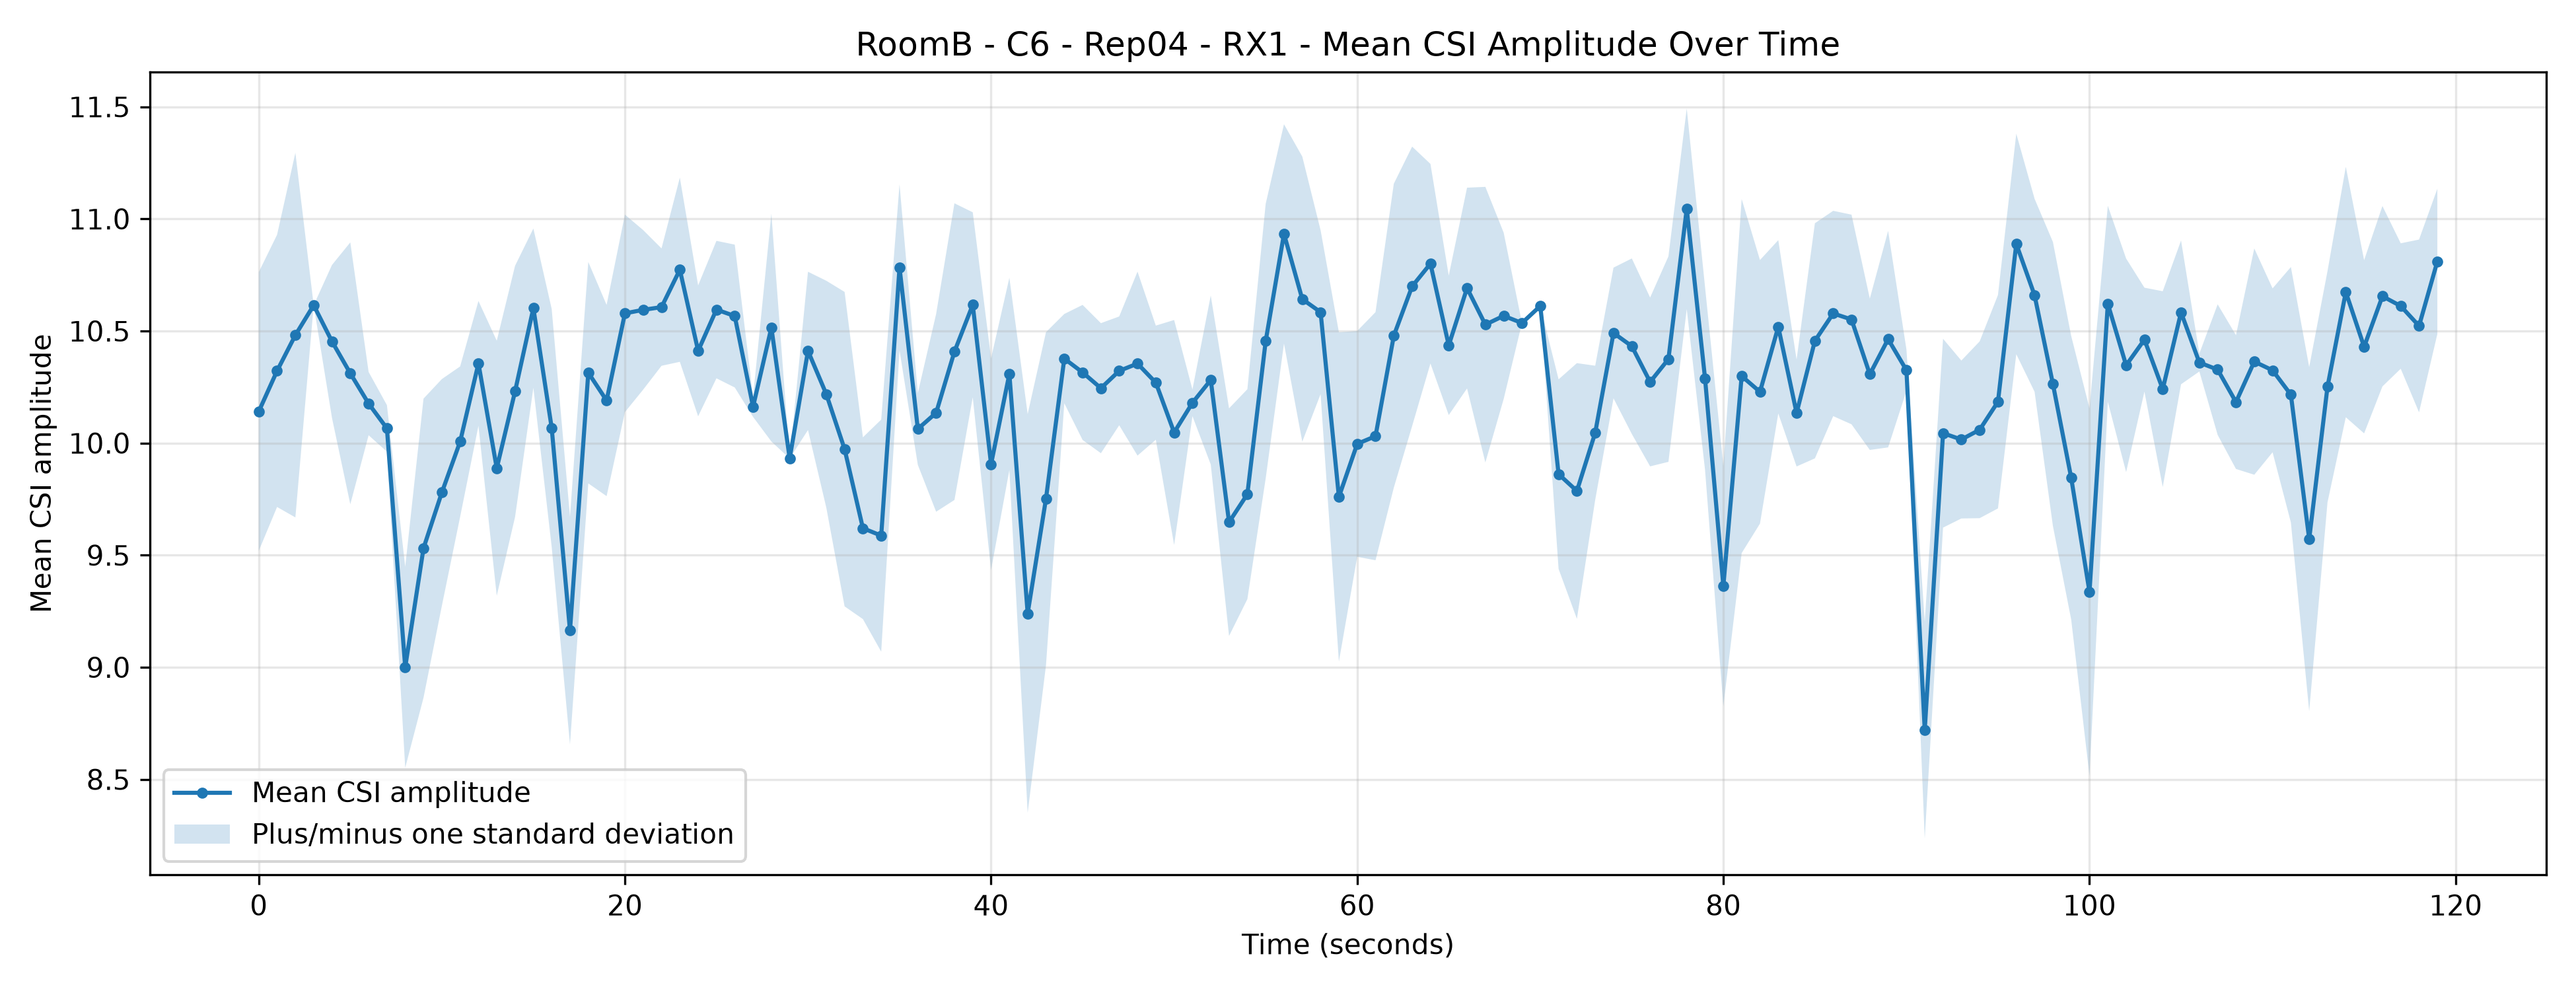 RoomB - C6 - Rep04 - RX1 - Mean CSI Amplitude Over Time
Mean CSI amplitude
11.5
11.0
10.5
10.0
9.5
9.0
8.5
Mean CSI amplitude
Plus/minus one standard deviation
0 20 40 60 80 100 120
Time (seconds)